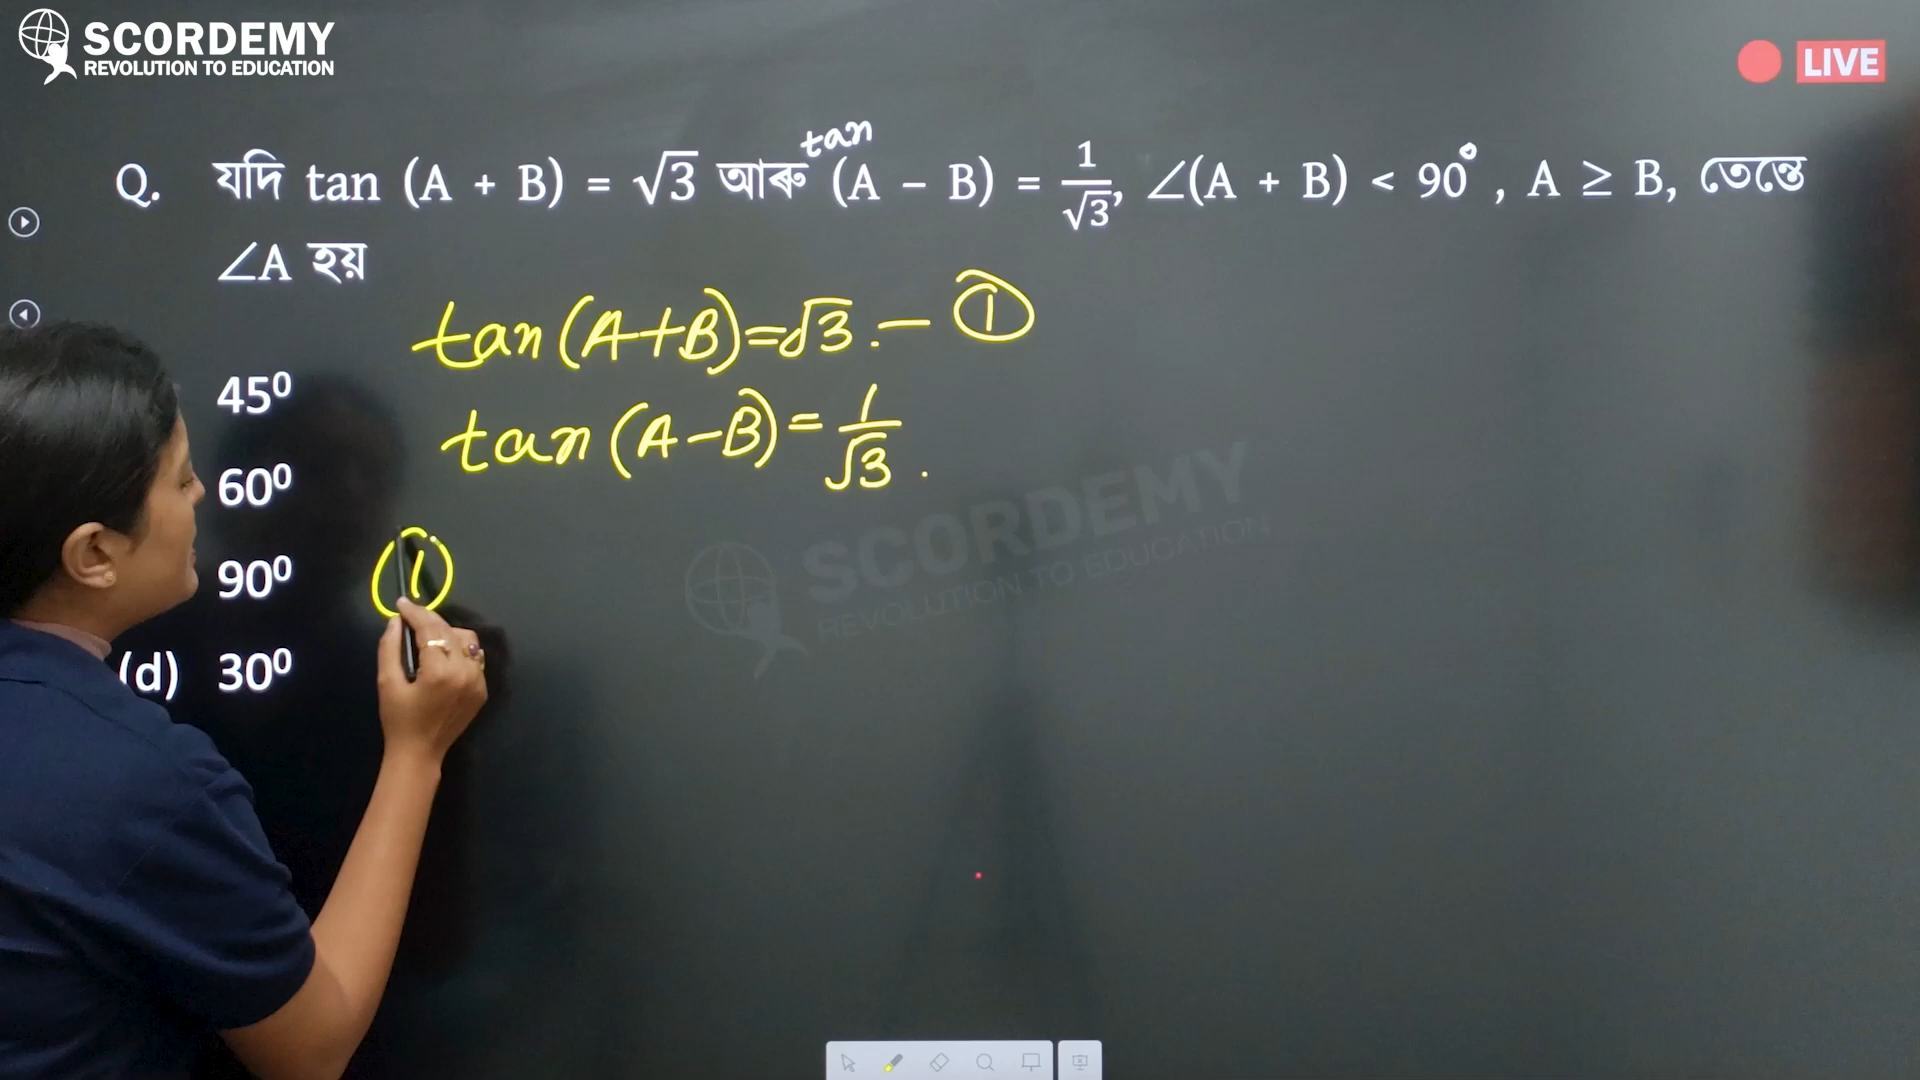 SCORDEMY
REVOLUTION TO EDUCATION
LIVE
tan
Q. যদি tan (A + B) = √3 আৰু (A − B) = 1/√3, ∠(A + B) < 90°, A ≥ B, তেন্তে
∠A হয়
tan(A+B)=√3. — ①
45⁰
tan(A−B)=1/√3.
60⁰
①
90⁰
(d) 30⁰
SCORDEMY
REVOLUTION TO EDUCATION